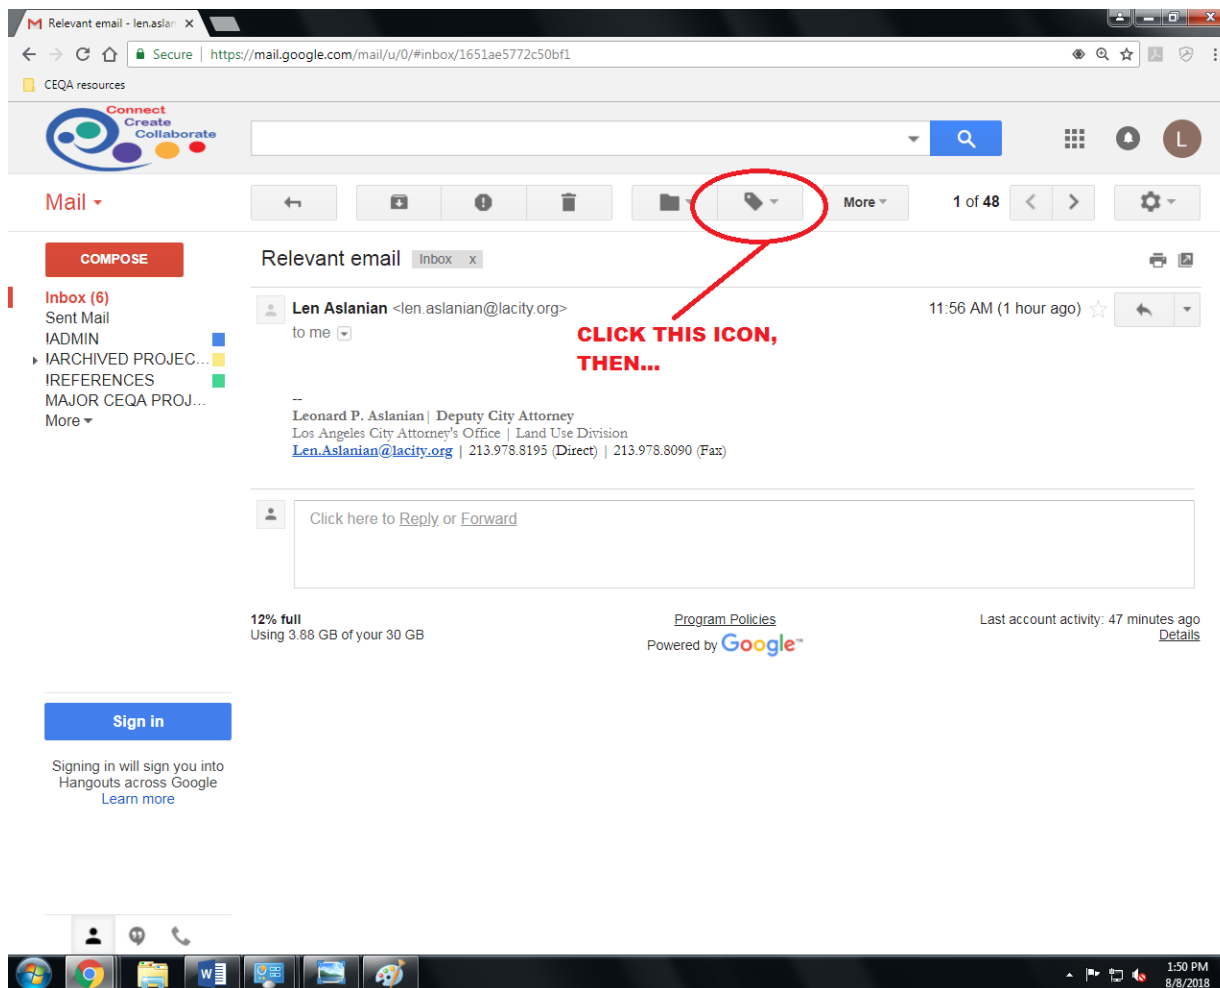 Relevant email - len.aslan
Secure | https://mail.google.com/mail/u/0/#inbox/1651ae5772c50bf1
CEQA resources
Connect
Create
Collaborate
L
Mail
More
1 of 48
COMPOSE
Relevant email Inbox x
Inbox (6)
Sent Mail
!ADMIN
!ARCHIVED PROJEC...
!REFERENCES
MAJOR CEQA PROJ...
More
Len Aslanian <len.aslanian@lacity.org>
11:56 AM (1 hour ago)
to me
CLICK THIS ICON,
THEN...
--
Leonard P. Aslanian | Deputy City Attorney
Los Angeles City Attorney's Office | Land Use Division
Len.Aslanian@lacity.org | 213.978.8195 (Direct) | 213.978.8090 (Fax)
Click here to Reply or Forward
12% full
Using 3.88 GB of your 30 GB
Program Policies
Powered by Google™
Last account activity: 47 minutes ago
Details
Sign in
Signing in will sign you into
Hangouts across Google
Learn more
W
1:50 PM
8/8/2018